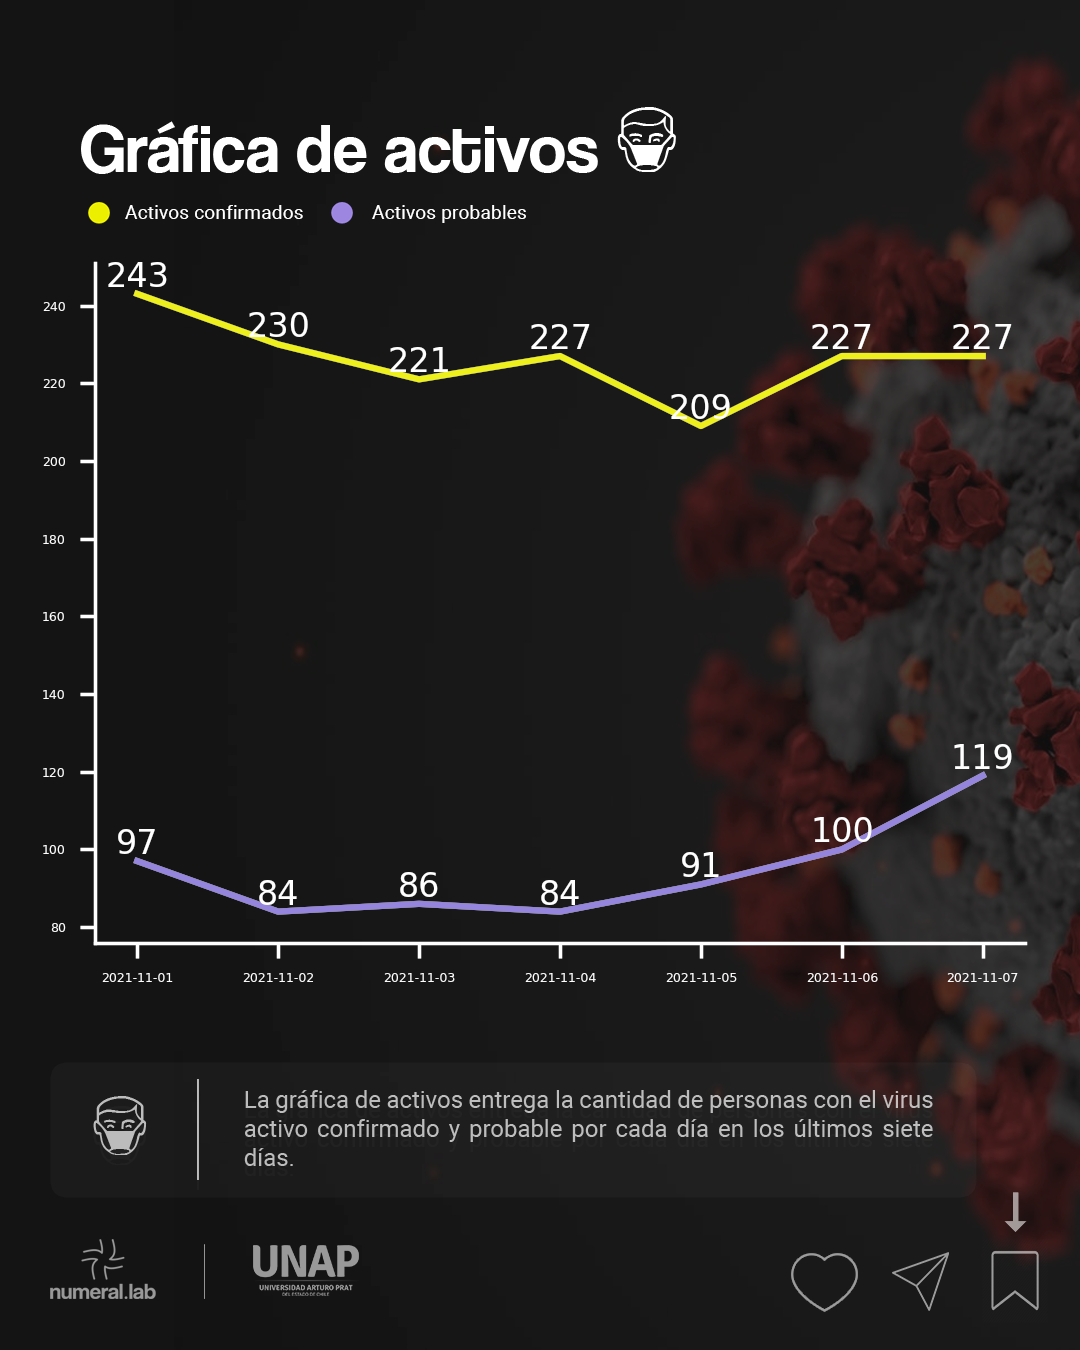 Gráfica de activos
Activos confirmados Activos probables
243
230
221
227
209
227
227
240
220
200
180
160
140
120
100
80
97
84
86
84
91
100
119
2021-11-01 2021-11-02 2021-11-03 2021-11-04 2021-11-05 2021-11-06 2021-11-07
La gráfica de activos entrega la cantidad de personas con el virus
activo confirmado y probable por cada día en los últimos siete
días.
numeral.lab
UNAP
UNIVERSIDAD ARTURO PRAT
DEL ESTADO DE CHILE